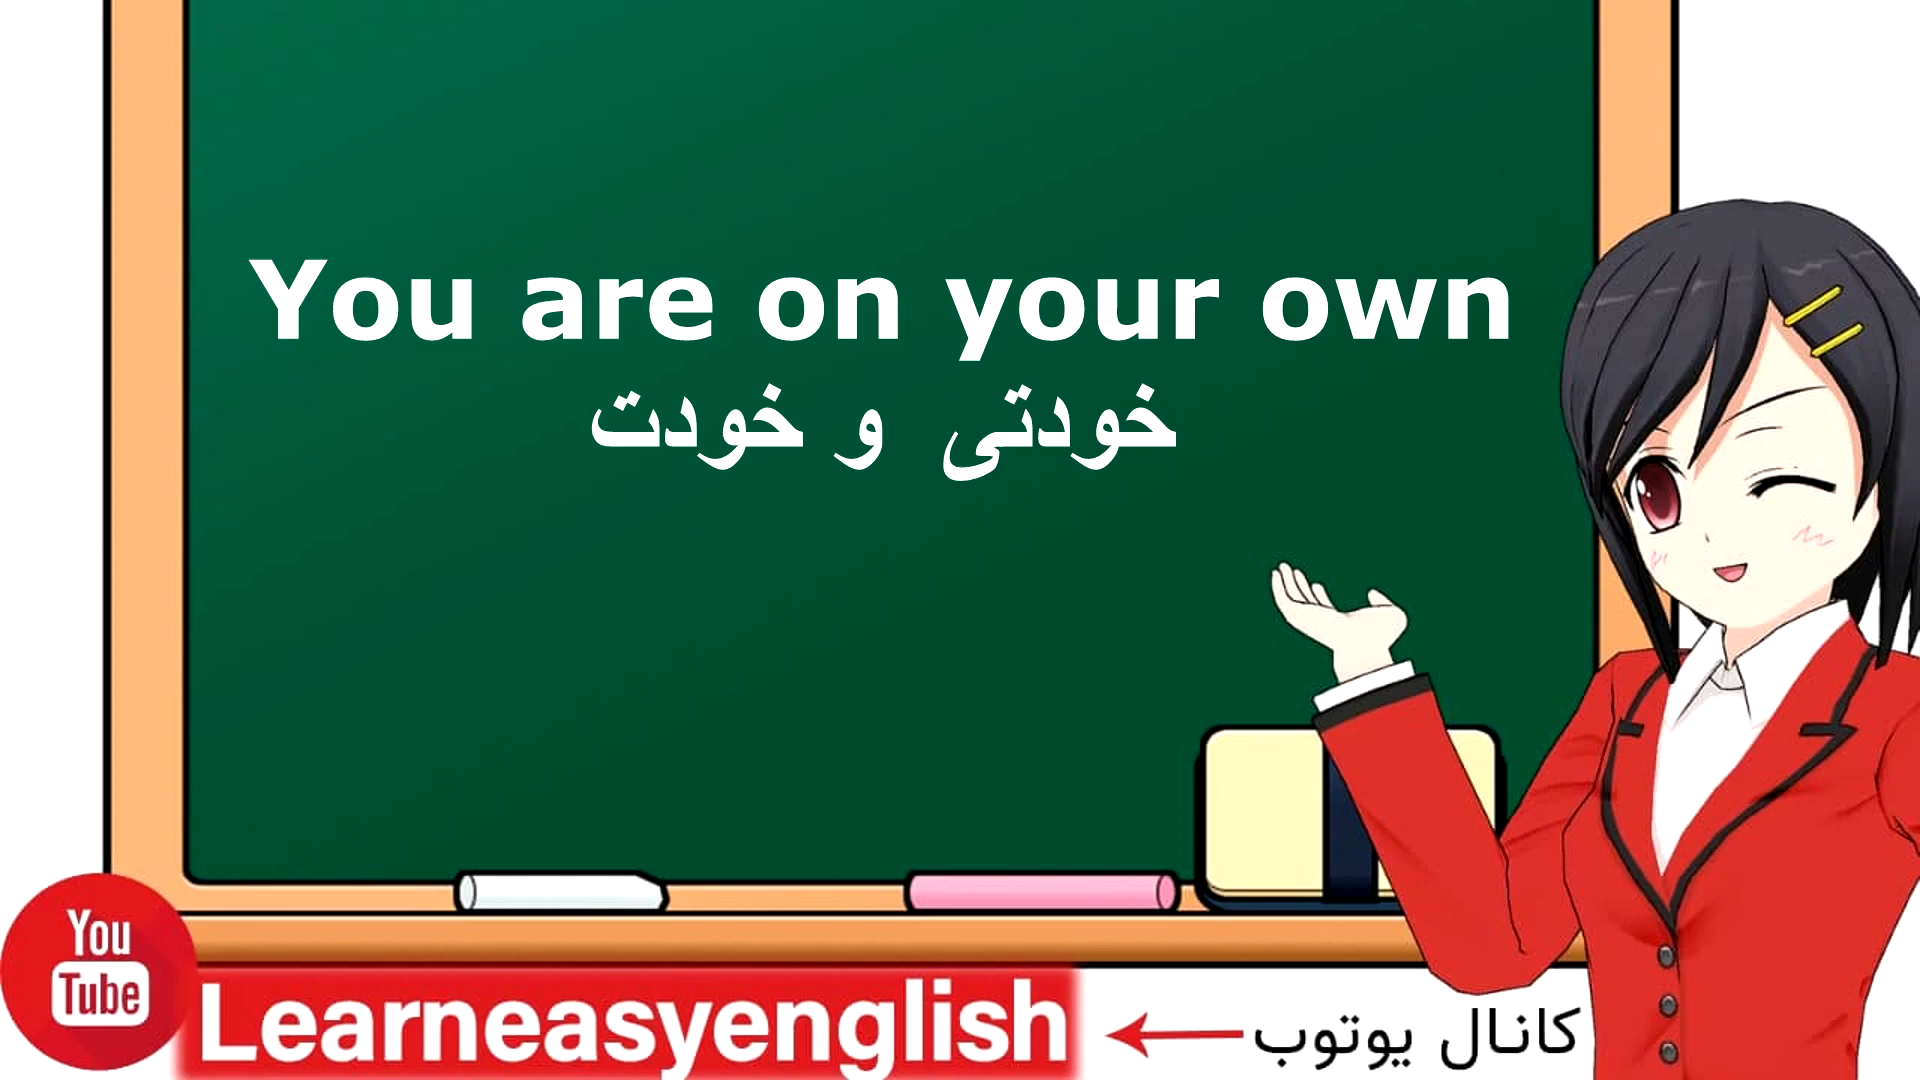 You are on your own
خودتی و خودت
You
Tube
Learneasyenglish
کانال یوتوب